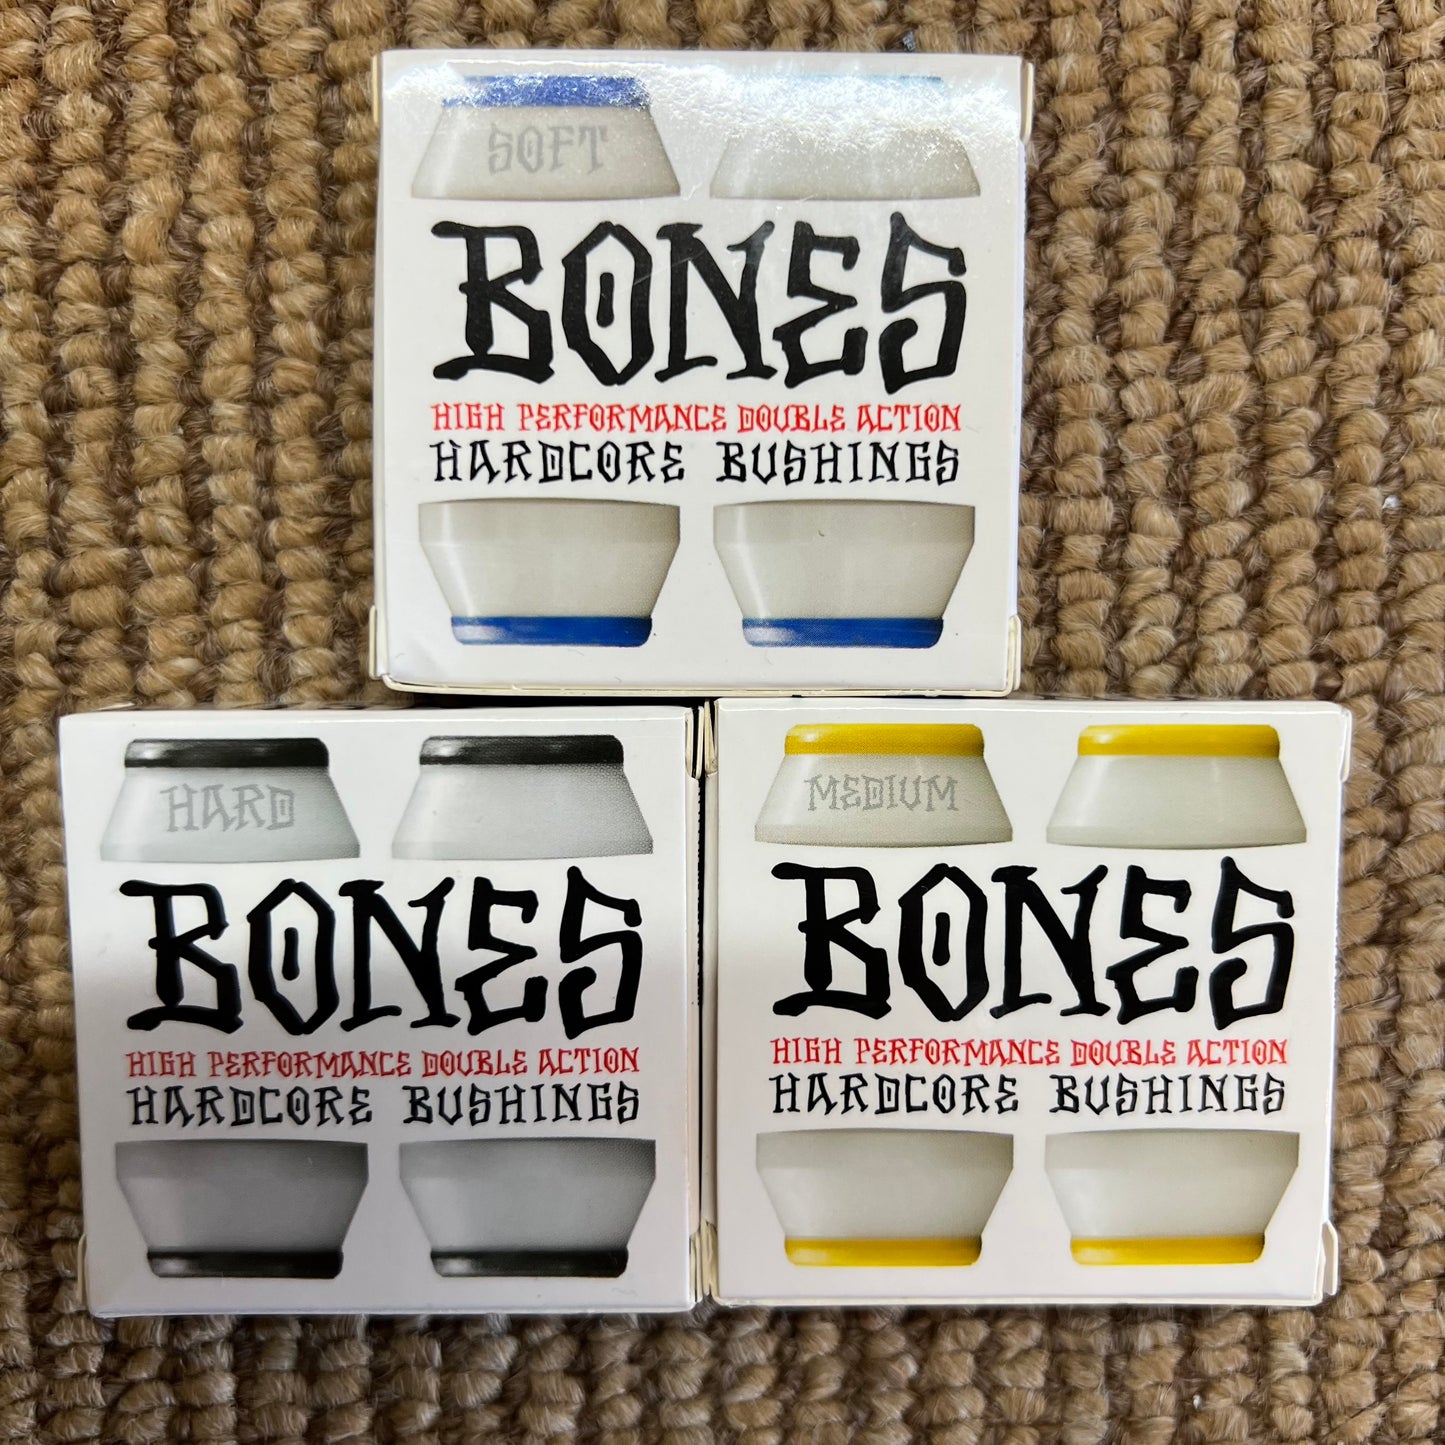 SOFT
BONES
HIGH PERFORMANCE DOUBLE ACTION
HARDCORE BUSHINGS
HARD
BONES
HIGH PERFORMANCE DOUBLE ACTION
HARDCORE BUSHINGS
MEDIUM
BONES
HIGH PERFORMANCE DOUBLE ACTION
HARDCORE BUSHINGS